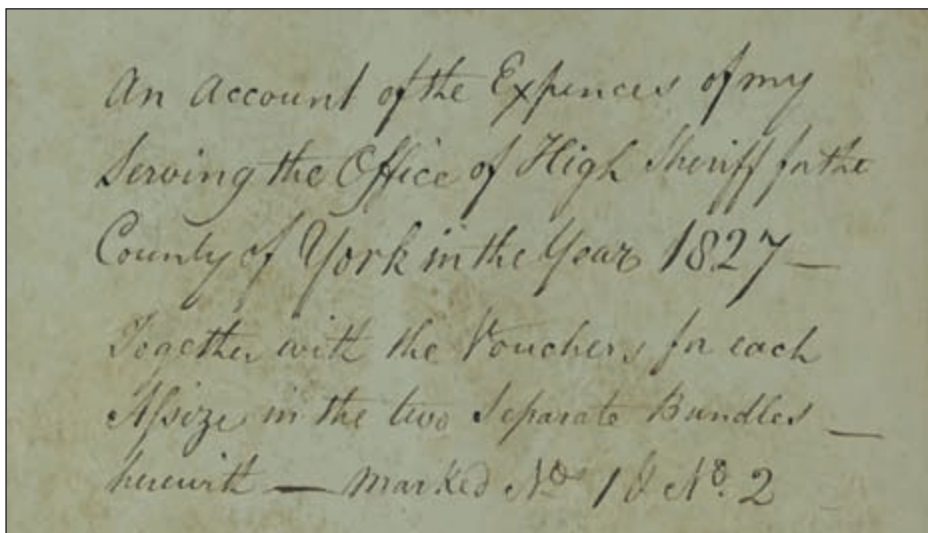 An Account of the Expences of my
Serving the Office of High Sheriff for the
County of York in the Year 1827 —
Together with the Vouchers for each
Assize in the two Separate Bundles —
herewith — marked No. 1 & No. 2